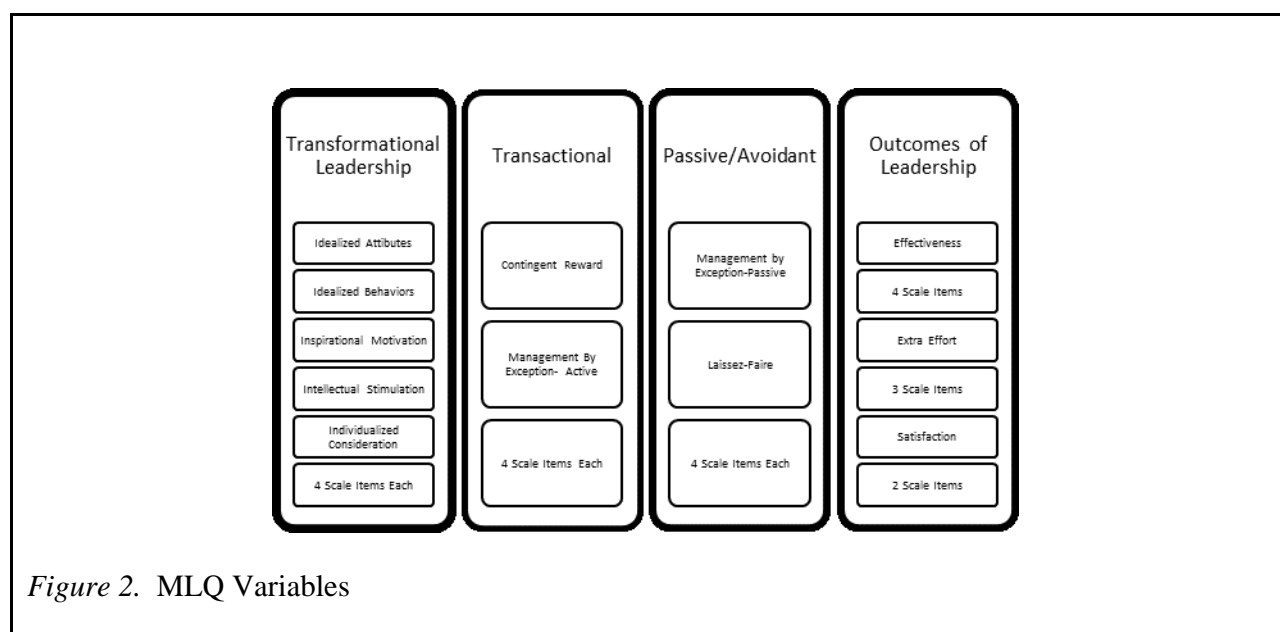 Transformational
Leadership
Idealized Attibutes
Idealized Behaviors
Inspirational Motivation
Intellectual Stimulation
Individualized
Consideration
4 Scale Items Each
Transactional
Contingent Reward
Management By
Exception- Active
4 Scale Items Each
Passive/Avoidant
Management by
Exception-Passive
Laissez-Faire
4 Scale Items Each
Outcomes of
Leadership
Effectiveness
4 Scale Items
Extra Effort
3 Scale Items
Satisfaction
2 Scale Items
Figure 2. MLQ Variables